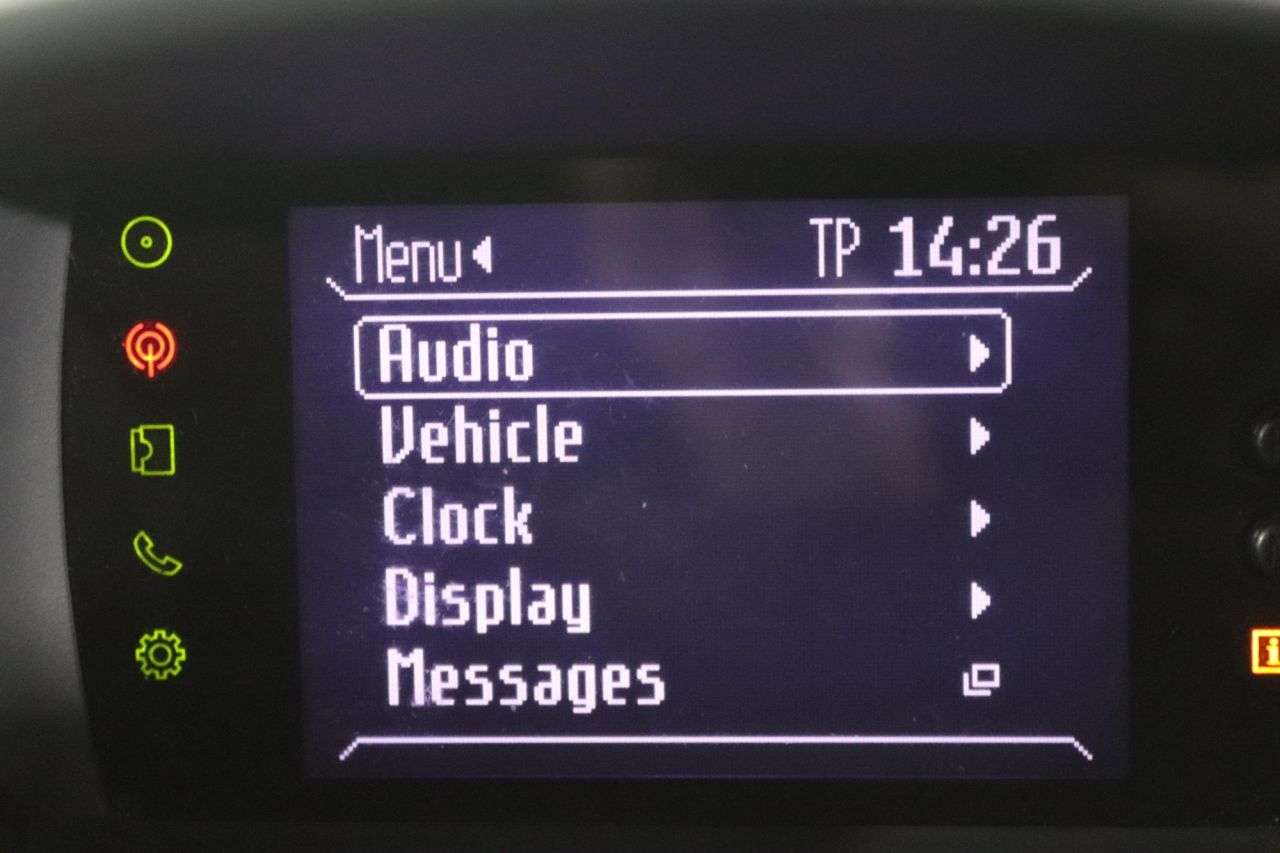 Menu TP 14:26
Audio
Vehicle
Clock
Display
Messages
i